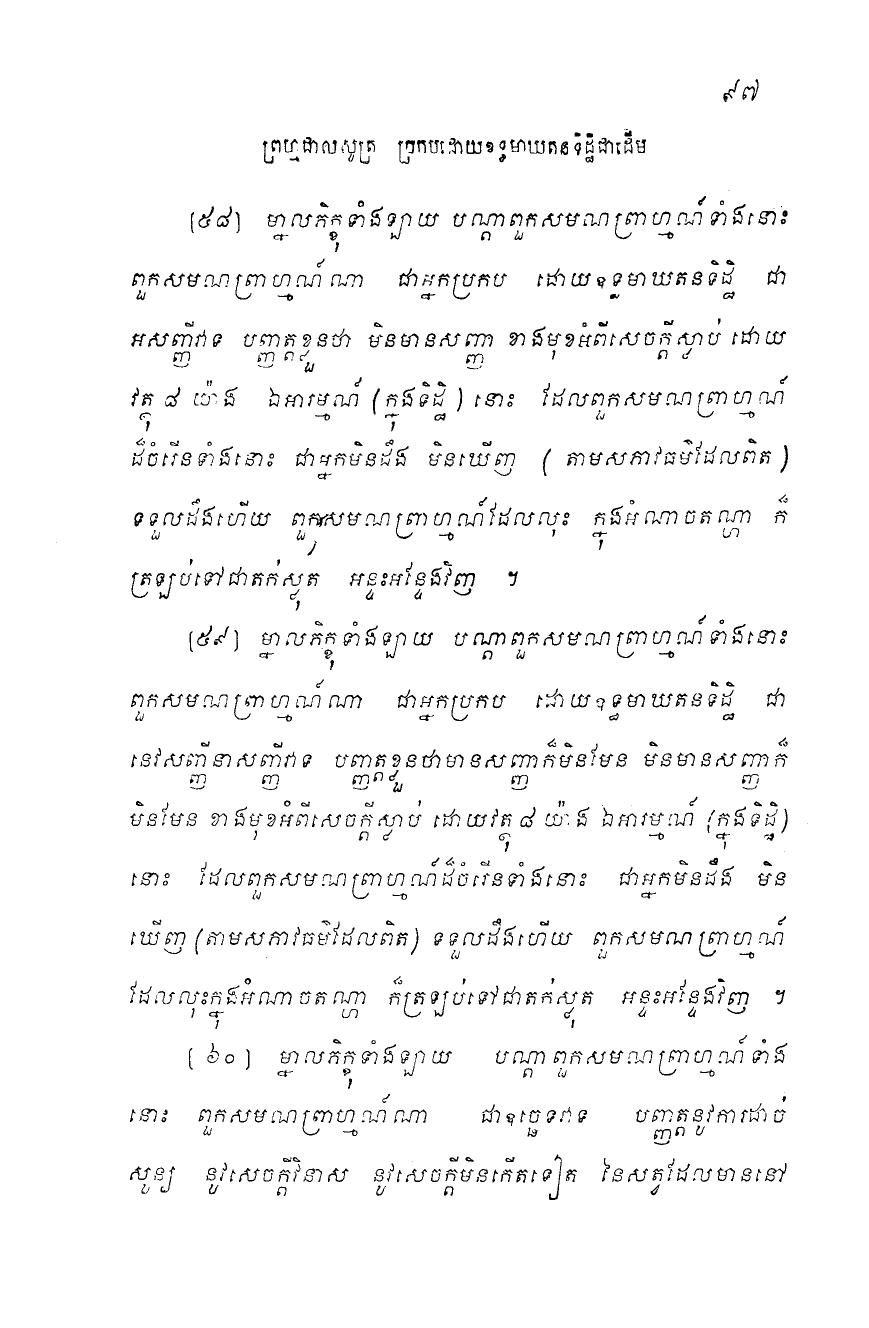 ៩៧
ព្រហ្មជាលសូត្រ ប្រកបដោយឧទ្ធមាឃតនទិដ្ឋិជាដើម
[៥៨] ម្នាលភិក្ខុទាំងឡាយ បណ្តាពួកសមណព្រាហ្មណ៍ទាំងនោះ
ពួកសមណព្រាហ្មណ៍ណា ជាអ្នកប្រកប ដោយឧទ្ធមាឃតនទិដ្ឋិ ជា
អសញ្ញីវាទ បញ្ញត្តខ្លួនថា មិនមានសញ្ញា ខាងមុខអំពីសេចក្តីស្លាប់ ដោយ
វត្ថុ ៨ យ៉ាង ឯអារម្មណ៍ (ក្នុងទិដ្ឋិ) នោះ ដែលពួកសមណព្រាហ្មណ៍
ដ៏ចំរើនទាំងនោះ ជាអ្នកមិនដឹង មិនឃើញ (តាមសភាវធម៌ដែលពិត)
ទទួលដឹងហើយ ពួកសមណព្រាហ្មណ៍ដែលលុះ ក្នុងអំណាចតណ្ហា ក៏
ត្រឡប់ទៅជាតក់ស្លុត អន្ទះអន្ទែងវិញ ។
[៥៩] ម្នាលភិក្ខុទាំងឡាយ បណ្តាពួកសមណព្រាហ្មណ៍ទាំងនោះ
ពួកសមណព្រាហ្មណ៍ណា ជាអ្នកប្រកប ដោយឧទ្ធមាឃតនទិដ្ឋិ ជា
នេវសញ្ញីនាសញ្ញីវាទ បញ្ញត្តខ្លួនថាមានសញ្ញាក៏មិនមែន មិនមានសញ្ញាក៏
មិនមែន ខាងមុខអំពីសេចក្តីស្លាប់ ដោយវត្ថុ ៨ យ៉ាង ឯអារម្មណ៍ (ក្នុងទិដ្ឋិ)
នោះ ដែលពួកសមណព្រាហ្មណ៍ដ៏ចំរើនទាំងនោះ ជាអ្នកមិនដឹង មិន
ឃើញ (តាមសភាវធម៌ដែលពិត) ទទួលដឹងហើយ ពួកសមណព្រាហ្មណ៍
ដែលលុះក្នុងអំណាចតណ្ហា ក៏ត្រឡប់ទៅជាតក់ស្លុត អន្ទះអន្ទែងវិញ ។
[៦០] ម្នាលភិក្ខុទាំងឡាយ បណ្តាពួកសមណព្រាហ្មណ៍ទាំង
នោះ ពួកសមណព្រាហ្មណ៍ណា ជាឧច្ឆេទវាទ បញ្ញត្តនូវការដាច់
សូន្យ នូវសេចក្តីវិនាស នូវសេចក្តីមិនកើតទៀត នៃសត្វដែលមាននៅ